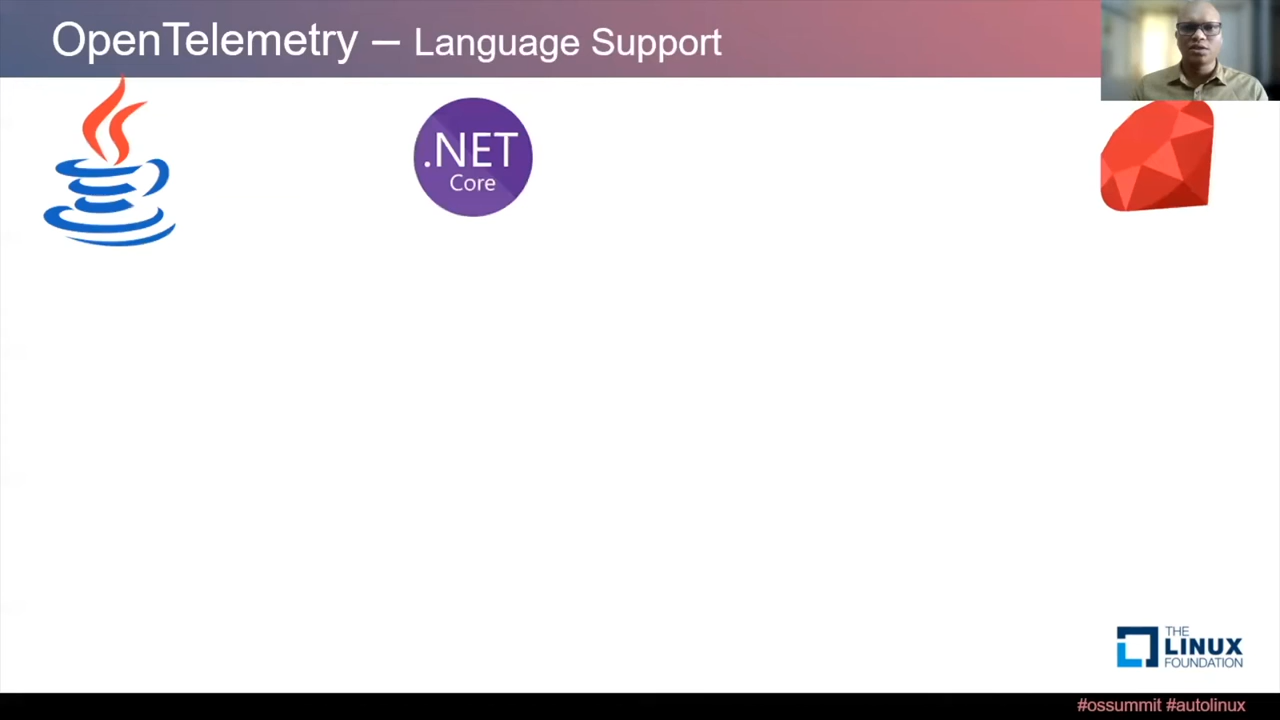 OpenTelemetry – Language Support
.NET
Core
THE
LINUX
FOUNDATION
#ossummit #autolinux